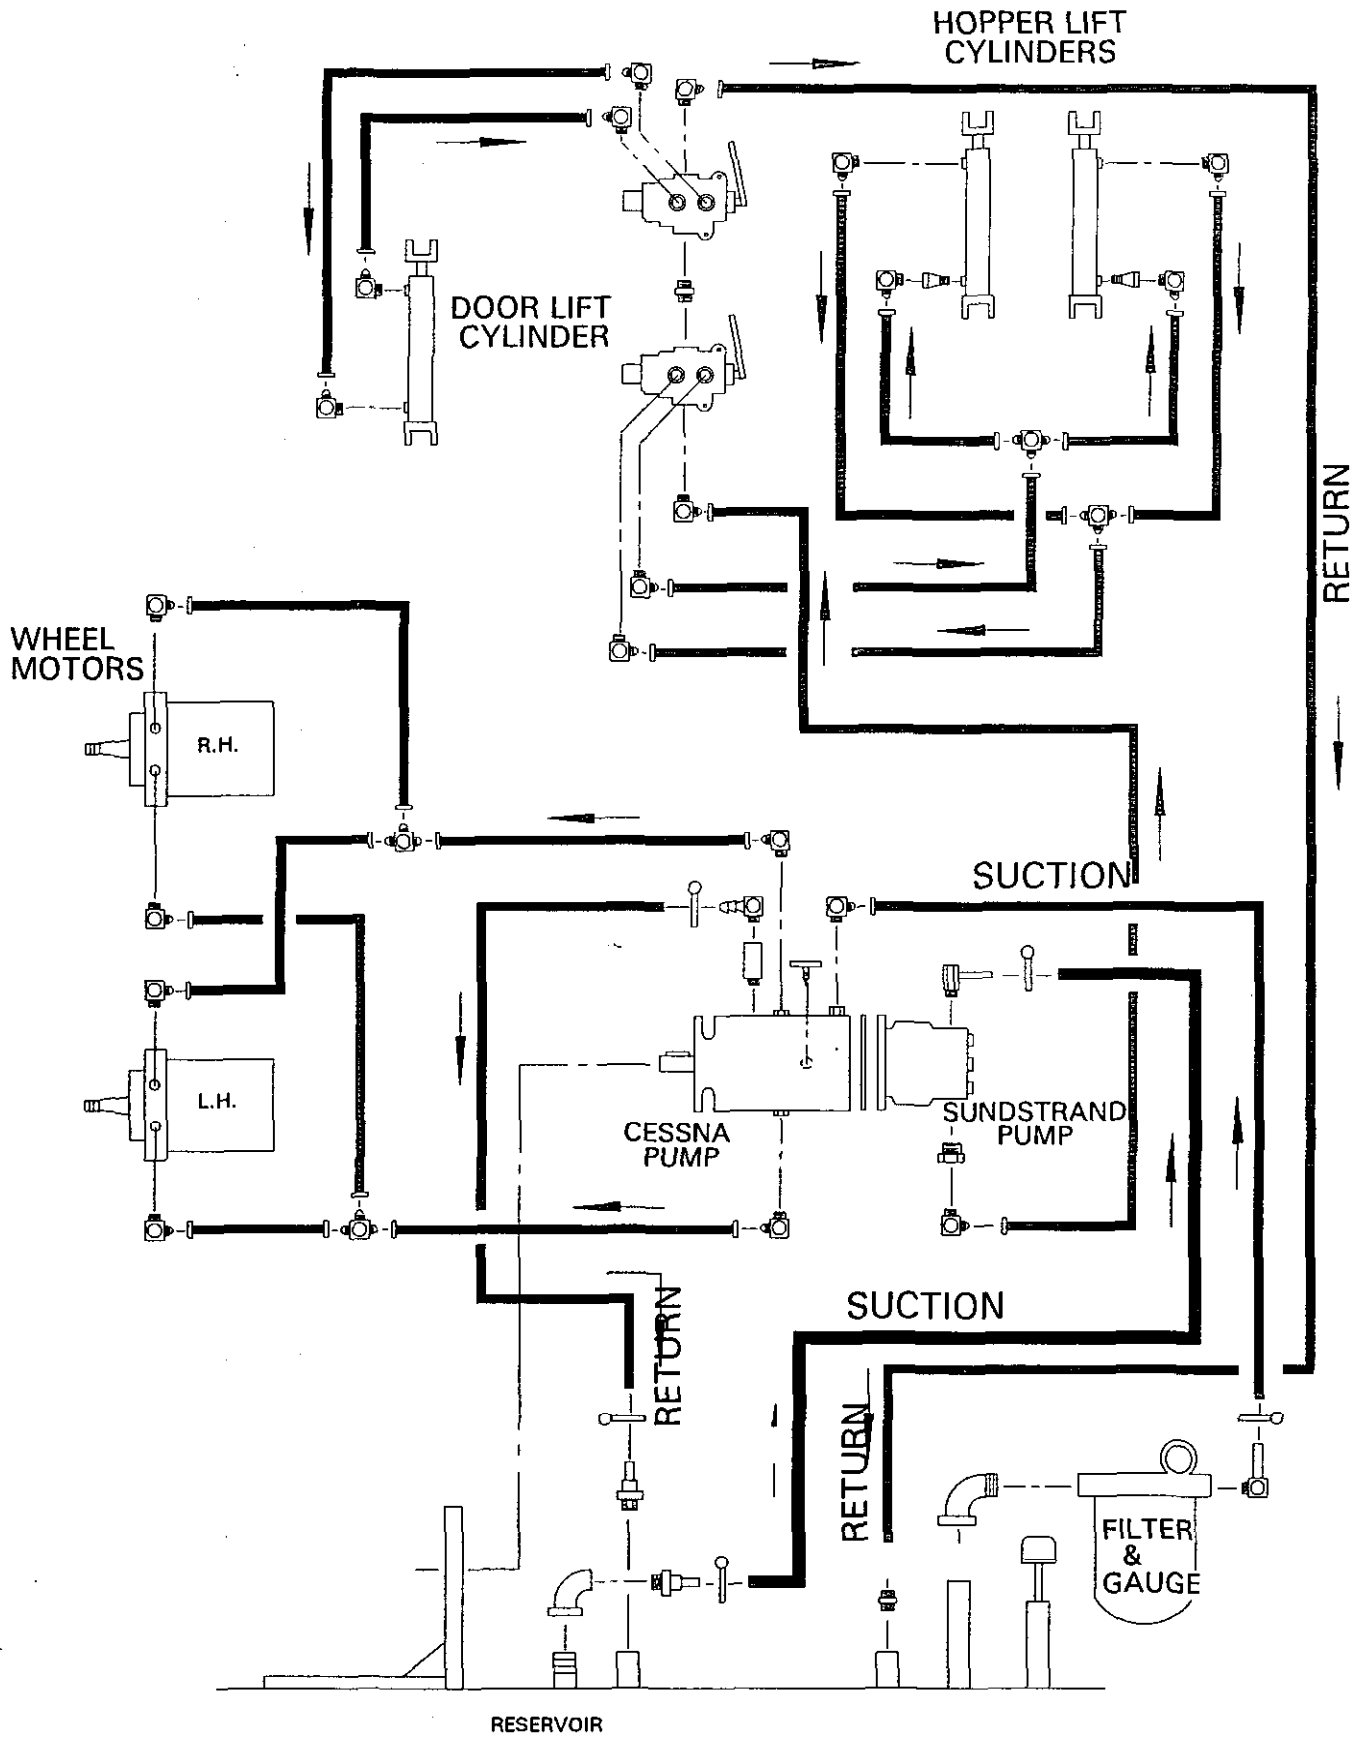 HOPPER LIFT
CYLINDERS
DOOR LIFT
CYLINDER
RETURN
WHEEL
MOTORS
R.H.
SUCTION
L.H.
CESSNA
PUMP
SUNDSTRAND
PUMP
SUCTION
RETURN
RETURN
FILTER
&
GAUGE
RESERVOIR